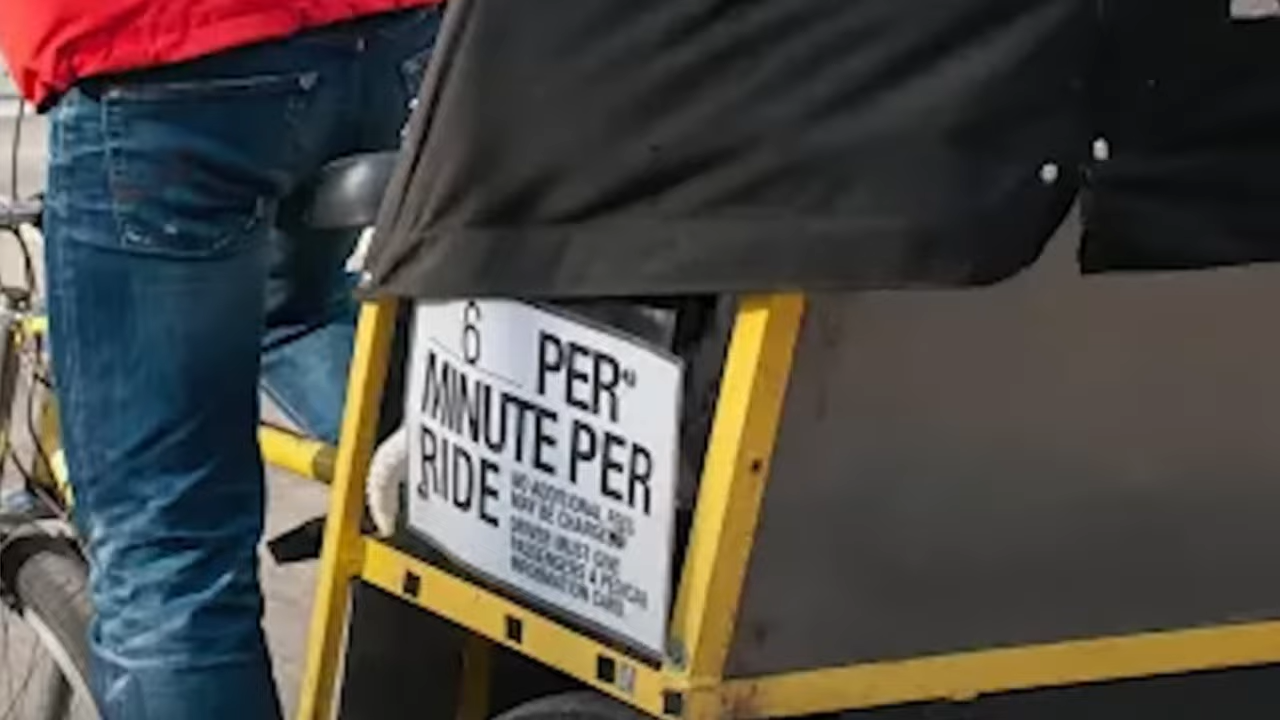 6 PER
MINUTE PER
RIDE
NO ADDITIONAL FEES
MAY BE CHARGED
DRIVER MUST GIVE
PASSENGERS A PEDICAB
INFORMATION CARD